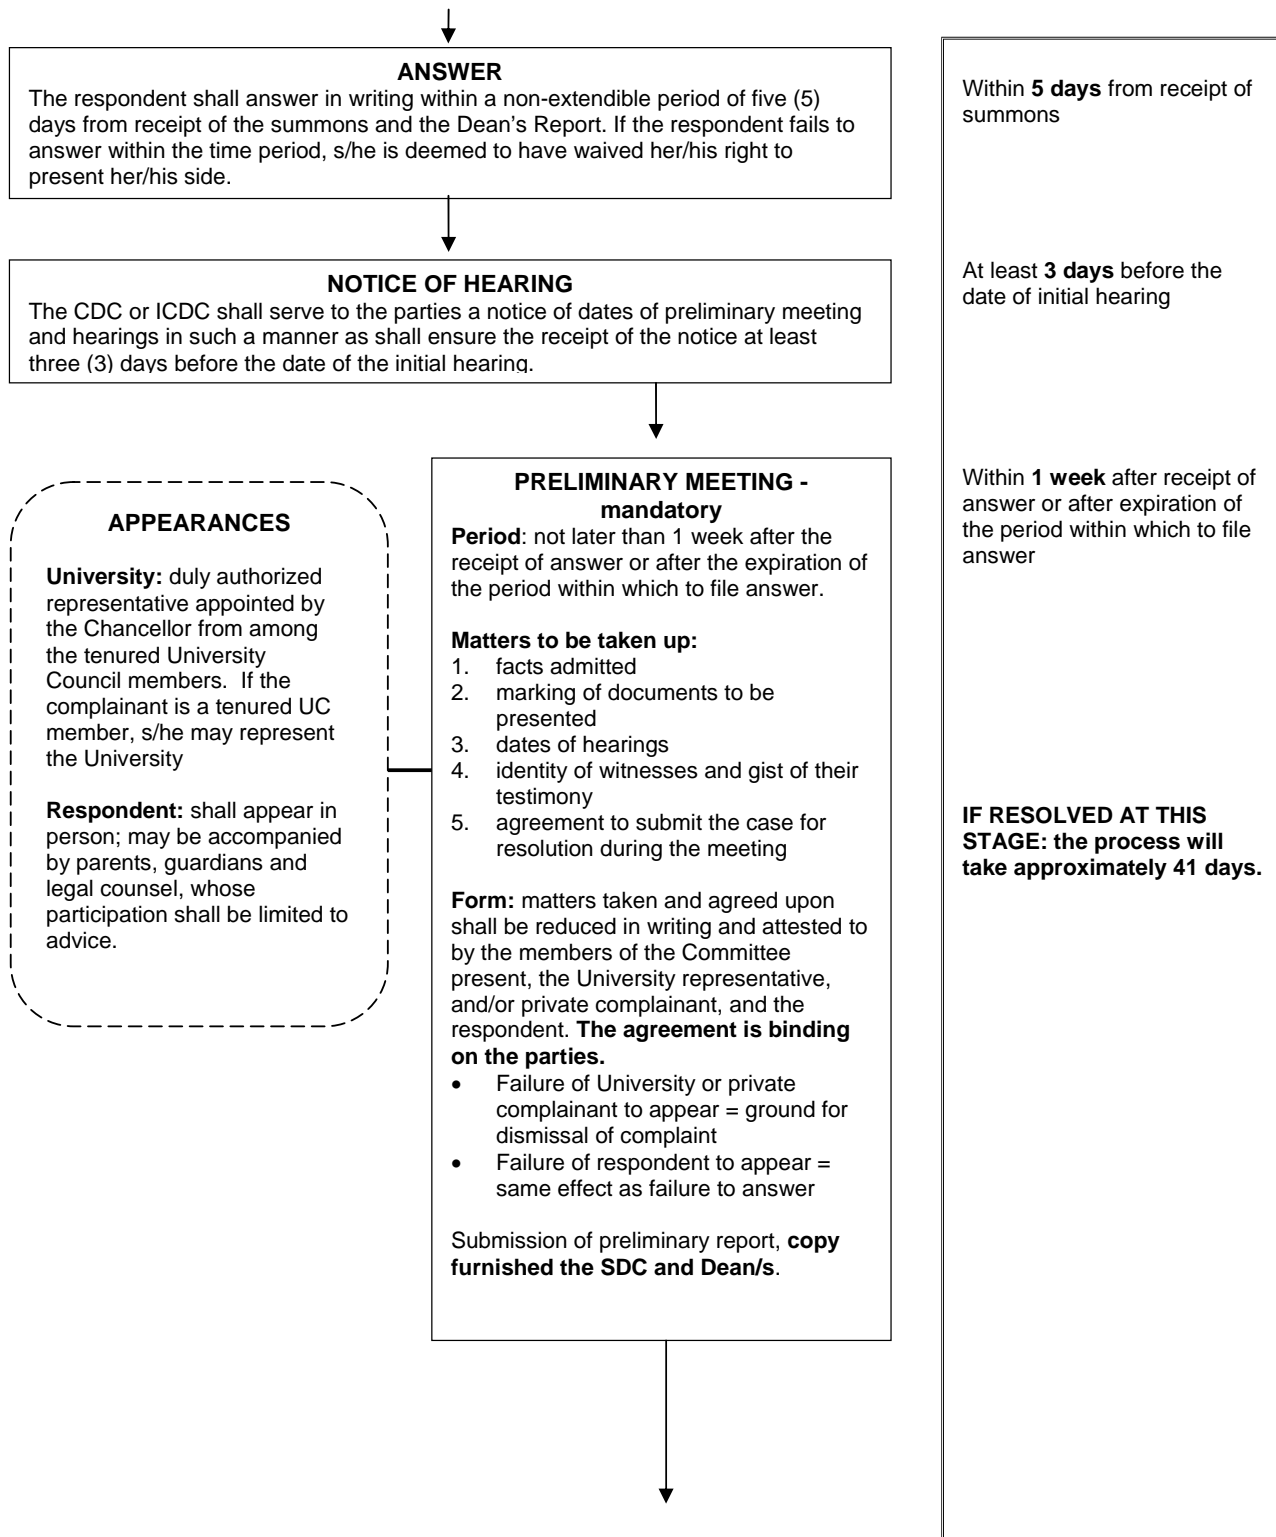 ANSWER
The respondent shall answer in writing within a non-extendible period of five (5)
days from receipt of the summons and the Dean’s Report. If the respondent fails to
answer within the time period, s/he is deemed to have waived her/his right to
present her/his side.
Within 5 days from receipt of
summons
NOTICE OF HEARING
The CDC or ICDC shall serve to the parties a notice of dates of preliminary meeting
and hearings in such a manner as shall ensure the receipt of the notice at least
three (3) days before the date of the initial hearing.
At least 3 days before the
date of initial hearing
APPEARANCES
University: duly authorized
representative appointed by
the Chancellor from among
the tenured University
Council members.  If the
complainant is a tenured UC
member, s/he may represent
the University
Respondent: shall appear in
person; may be accompanied
by parents, guardians and
legal counsel, whose
participation shall be limited to
advice.
PRELIMINARY MEETING -
mandatory
Period: not later than 1 week after the
receipt of answer or after the expiration of
the period within which to file answer.
Matters to be taken up:
1. facts admitted
2. marking of documents to be
presented
3. dates of hearings
4. identity of witnesses and gist of their
testimony
5. agreement to submit the case for
resolution during the meeting
Form: matters taken and agreed upon
shall be reduced in writing and attested to
by the members of the Committee
present, the University representative,
and/or private complainant, and the
respondent. The agreement is binding
on the parties.
• Failure of University or private
complainant to appear = ground for
dismissal of complaint
• Failure of respondent to appear =
same effect as failure to answer
Submission of preliminary report, copy
furnished the SDC and Dean/s.
Within 1 week after receipt of
answer or after expiration of
the period within which to file
answer
IF RESOLVED AT THIS
STAGE: the process will
take approximately 41 days.